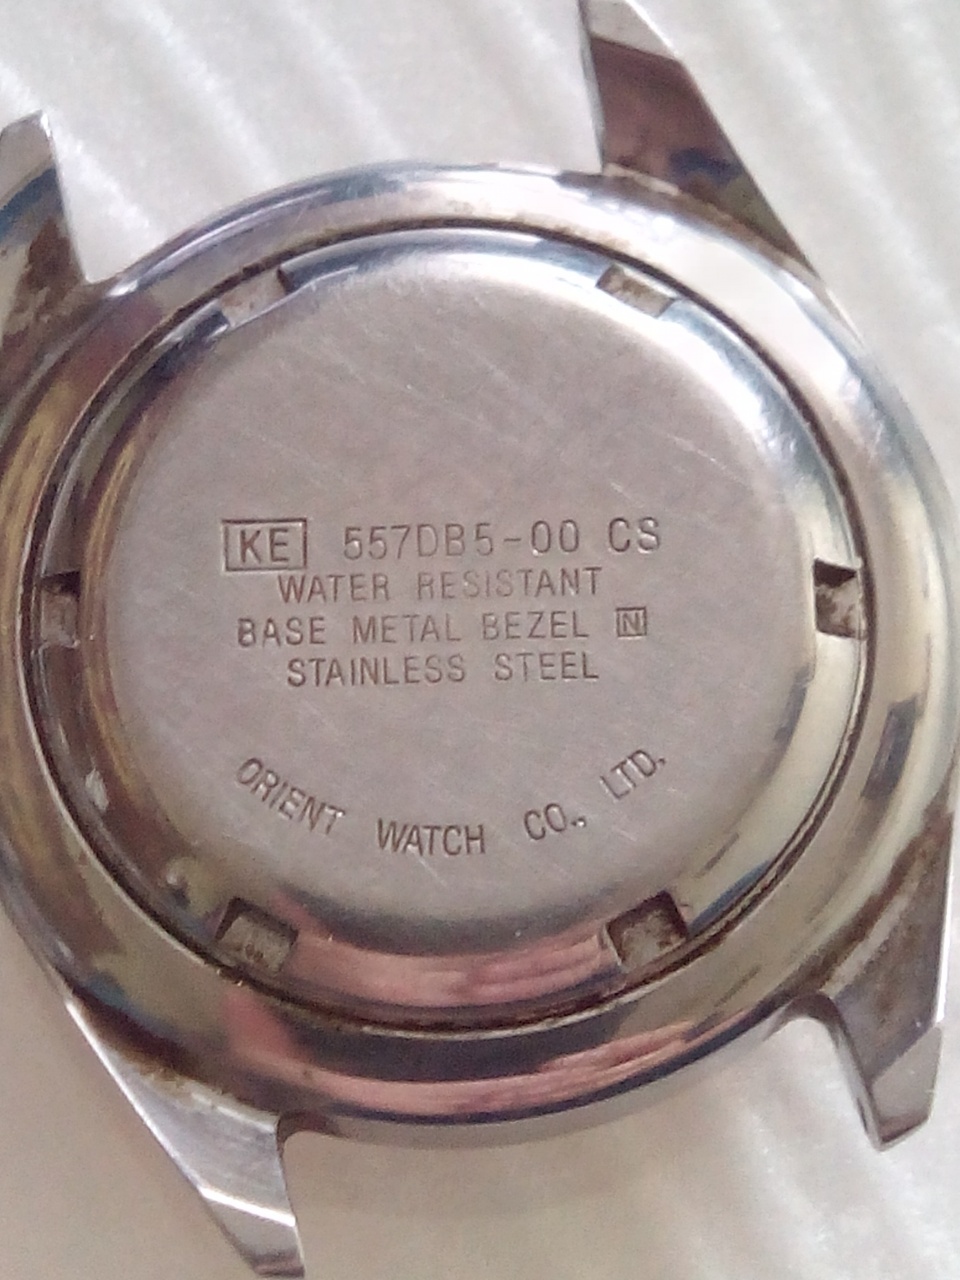 KE 557DB5-00 CS
WATER RESISTANT
BASE METAL BEZEL N
STAINLESS STEEL
ORIENT WATCH CO., LTD.